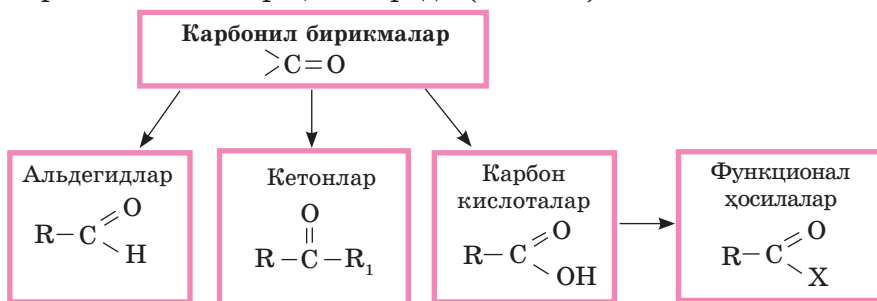 Карбонил бирикмалар
>C=O
Альдегидлар
R–C
=O
H
Кетонлар
O
||
R–C–R₁
Карбон
кислоталар
R–C
=O
OH
Функционал
ҳосилалар
R–C
=O
X